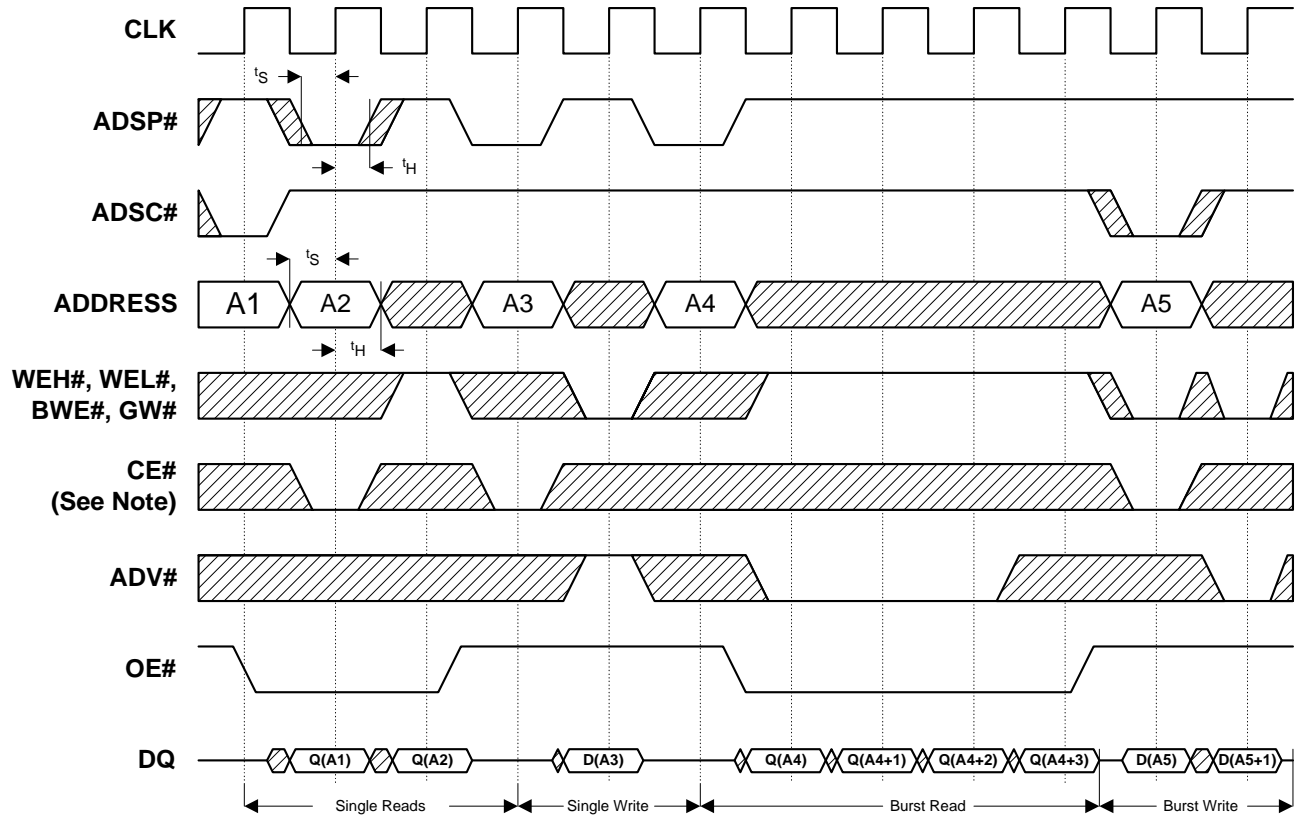 CLK
tS
ADSP#
tH
ADSC#
tS
ADDRESS
A1
A2
A3
A4
A5
tH
WEH#, WEL#,
BWE#, GW#
CE#
(See Note)
ADV#
OE#
DQ
Q(A1)
Q(A2)
D(A3)
Q(A4)
Q(A4+1)
Q(A4+2)
Q(A4+3)
D(A5)
D(A5+1)
Single Reads
Single Write
Burst Read
Burst Write